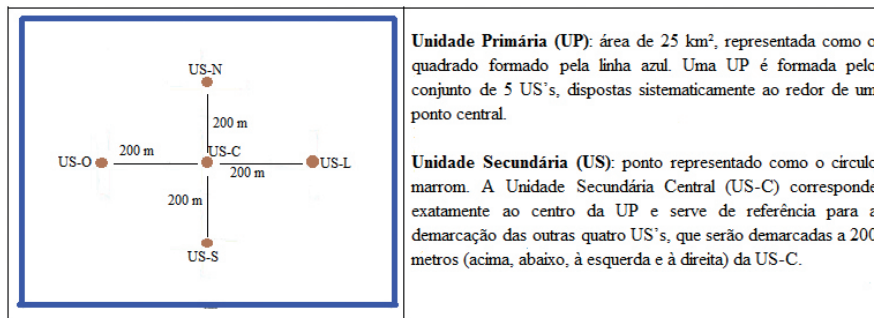 US-N
200 m
US-O
200 m
US-C
200 m
US-L
200 m
US-S
Unidade Primária (UP): área de 25 km², representada como o
quadrado formado pela linha azul. Uma UP é formada pelo
conjunto de 5 US's, dispostas sistematicamente ao redor de um
ponto central.
Unidade Secundária (US): ponto representado como o circulo
marrom. A Unidade Secundária Central (US-C) corresponde
exatamente ao centro da UP e serve de referência para a
demarcação das outras quatro US's, que serão demarcadas a 200
metros (acima, abaixo, à esquerda e à direita) da US-C.